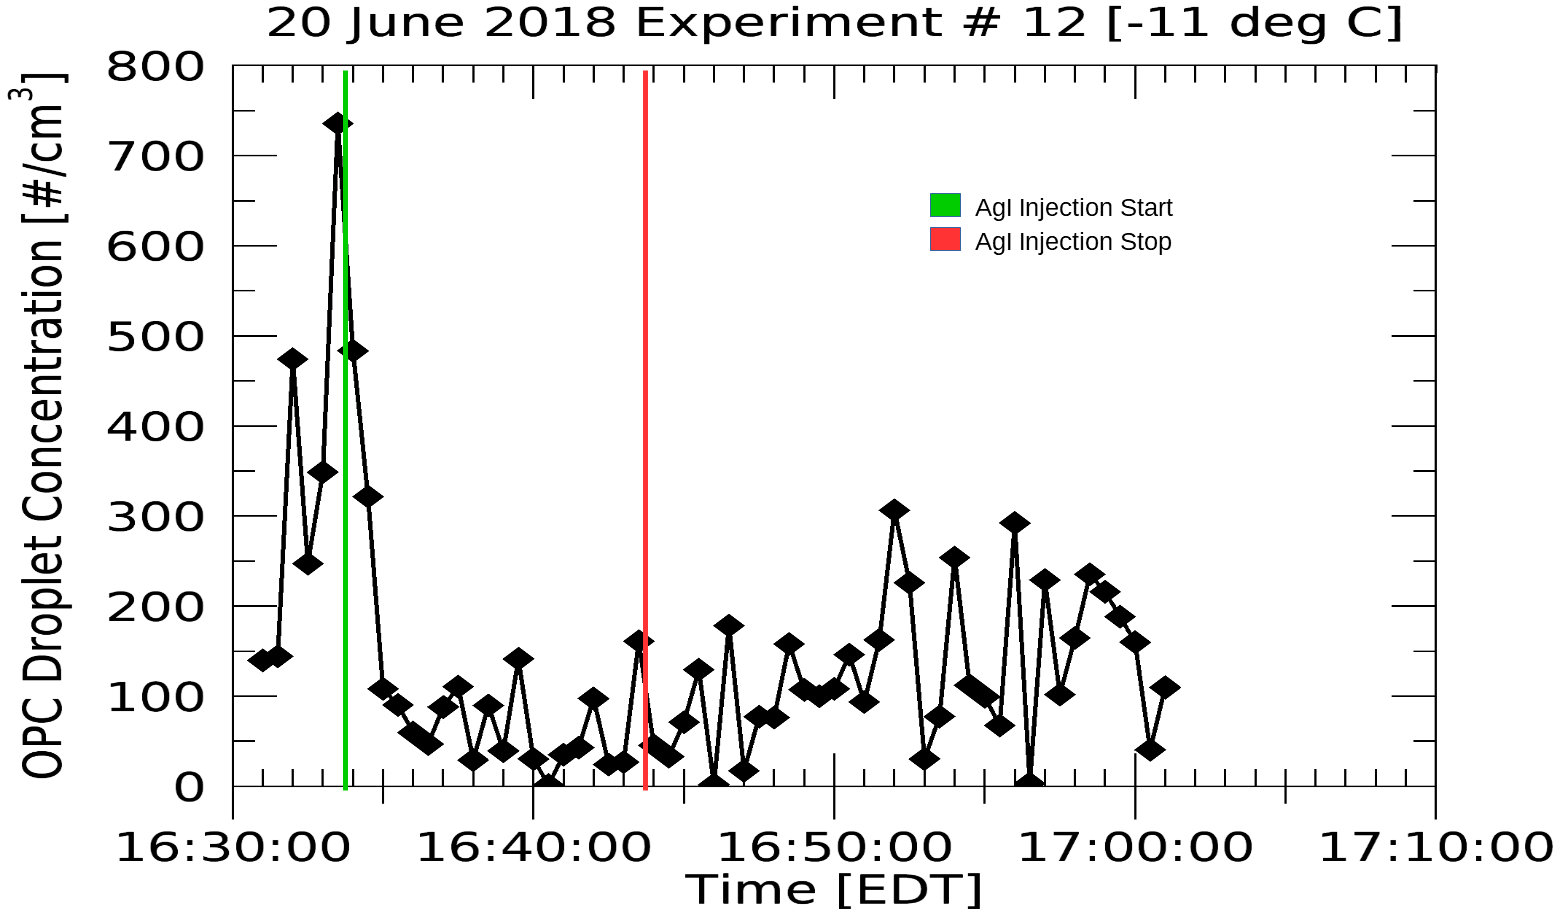 20 June 2018 Experiment # 12 [-11 deg C]
OPC Droplet Concentration [#/cm³]
800
700
600
500
400
300
200
100
0
AgI Injection Start
AgI Injection Stop
16:30:00 16:40:00 16:50:00 17:00:00 17:10:00
Time [EDT]